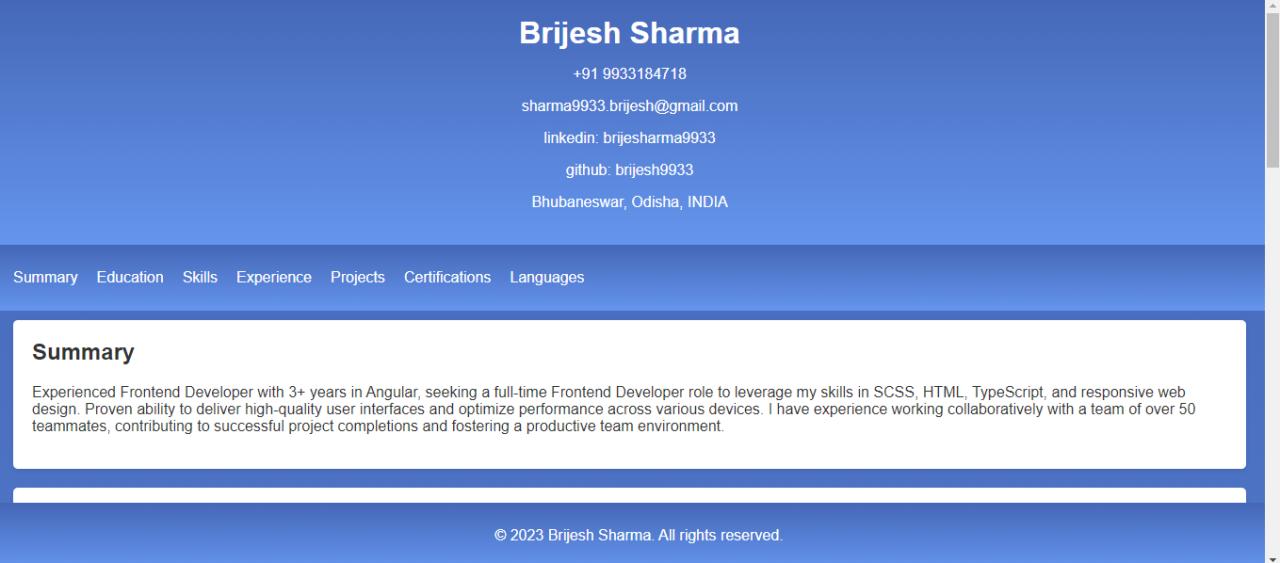 Brijesh Sharma
+91 9933184718
sharma9933.brijesh@gmail.com
linkedin: brijesharma9933
github: brijesh9933
Bhubaneswar, Odisha, INDIA
Summary Education Skills Experience Projects Certifications Languages
Summary
Experienced Frontend Developer with 3+ years in Angular, seeking a full-time Frontend Developer role to leverage my skills in SCSS, HTML, TypeScript, and responsive web
design. Proven ability to deliver high-quality user interfaces and optimize performance across various devices. I have experience working collaboratively with a team of over 50
teammates, contributing to successful project completions and fostering a productive team environment.
© 2023 Brijesh Sharma. All rights reserved.